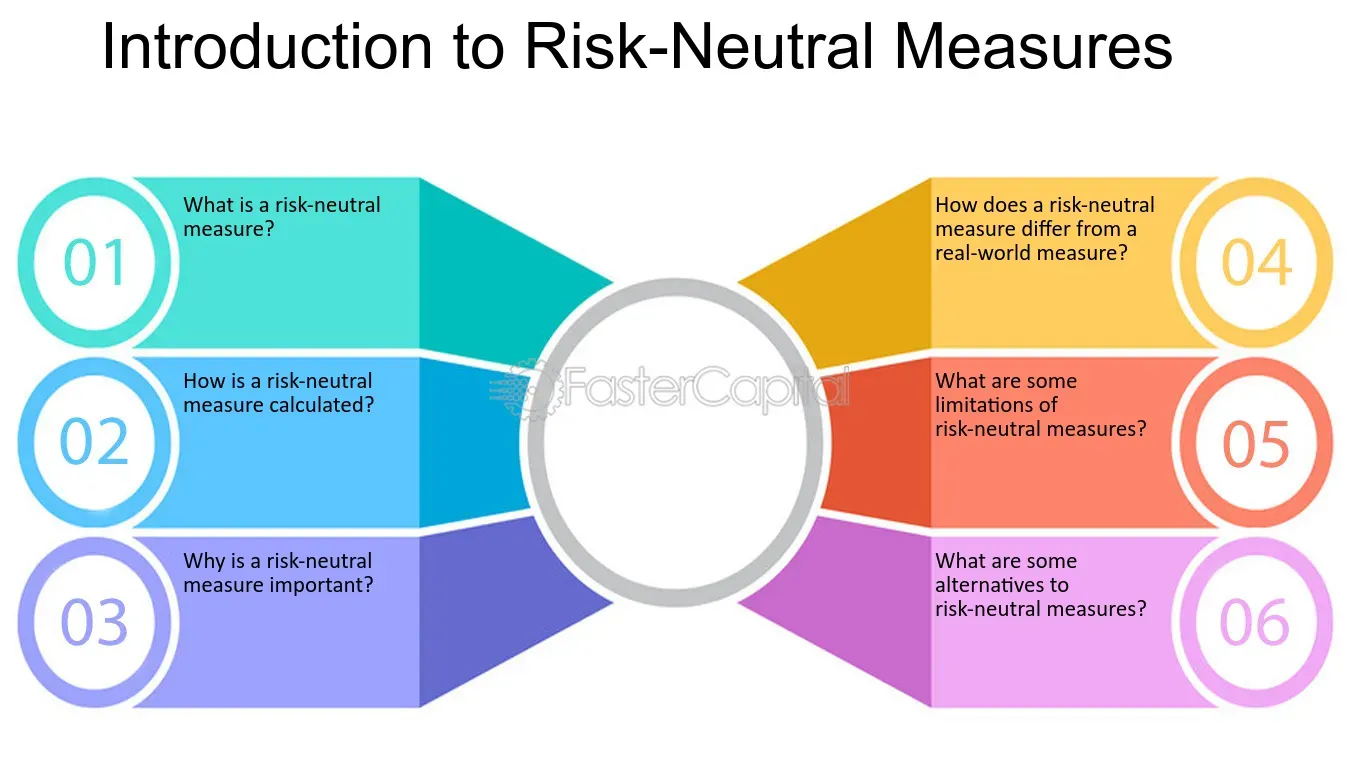 Introduction to Risk-Neutral Measures
01
What is a risk-neutral
measure?
02
How is a risk-neutral
measure calculated?
03
Why is a risk-neutral
measure important?
FasterCapital
How does a risk-neutral
measure differ from a
real-world measure?
04
What are some
limitations of
risk-neutral measures?
05
What are some
alternatives to
risk-neutral measures?
06